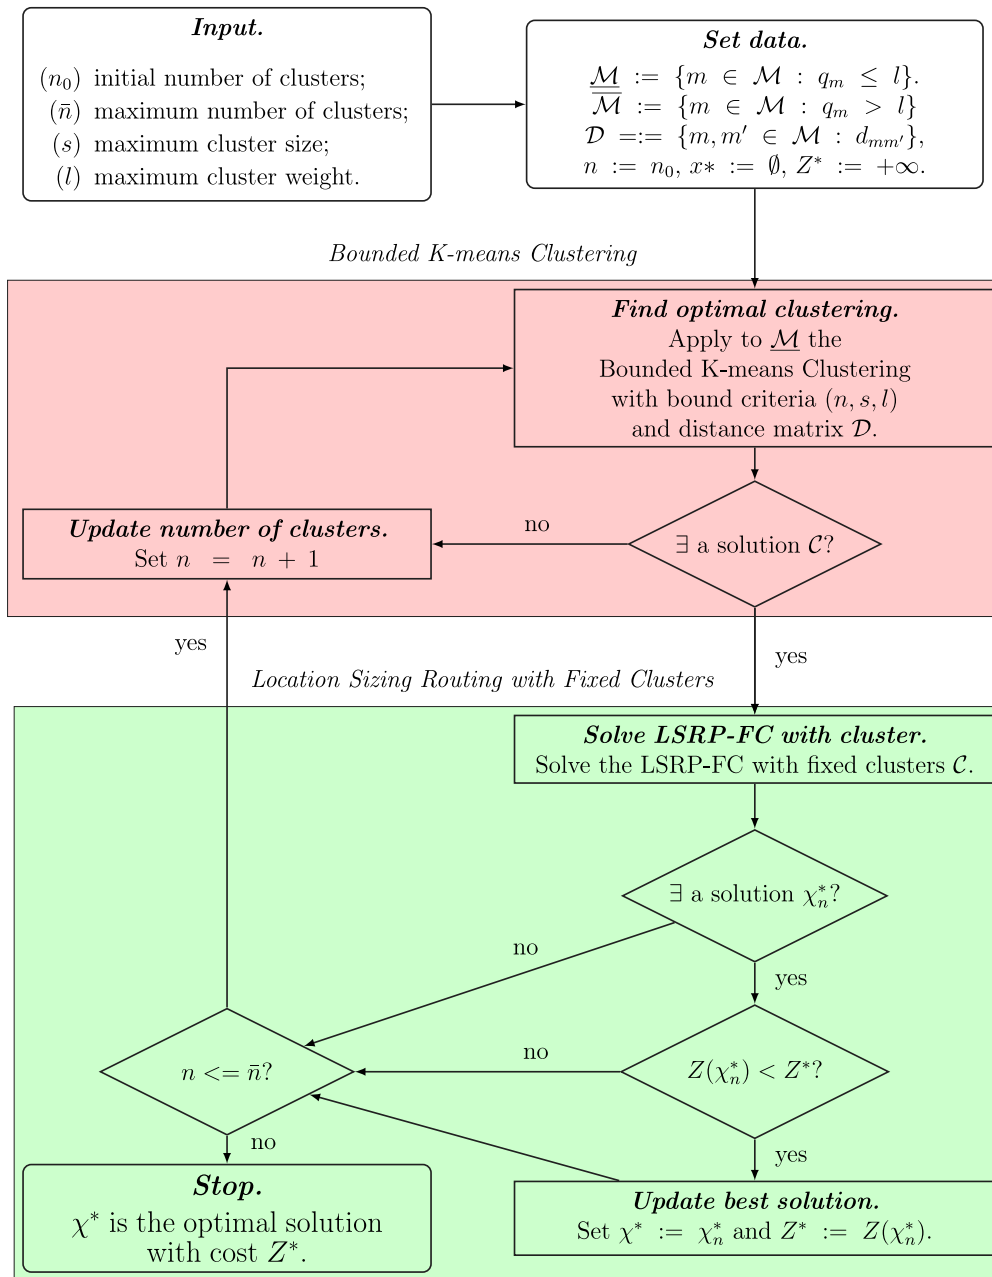 Input.
(n₀) initial number of clusters;
(n̄) maximum number of clusters;
(s) maximum cluster size;
(l) maximum cluster weight.
Set data.
ℳ̲ := {m ∈ ℳ : qₘ ≤ l}.
ℳ̅ := {m ∈ ℳ : qₘ > l}
𝒟 =:= {m, m′ ∈ ℳ : dₘₘ′},
n := n₀, x∗ := ∅, Z* := +∞.
Bounded K-means Clustering
Find optimal clustering.
Apply to ℳ̲ the
Bounded K-means Clustering
with bound criteria (n, s, l)
and distance matrix 𝒟.
Update number of clusters.
Set n = n + 1
no
∃ a solution 𝒞?
yes
yes
Location Sizing Routing with Fixed Clusters
Solve LSRP-FC with cluster.
Solve the LSRP-FC with fixed clusters 𝒞.
∃ a solution χₙ*?
no
yes
n <= n̄?
no
Z(χₙ*) < Z*?
no
yes
Stop.
χ* is the optimal solution
with cost Z*.
Update best solution.
Set χ* := χₙ* and Z* := Z(χₙ*).